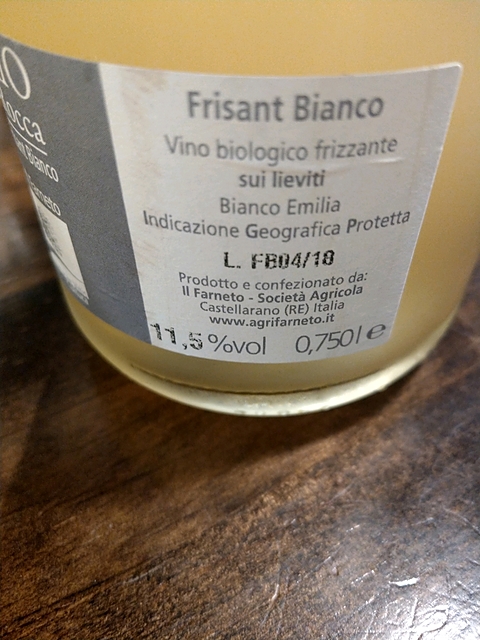 Frisant Bianco
Vino biologico frizzante
sui lieviti
Bianco Emilia
Indicazione Geografica Protetta
L. FB04/18
Prodotto e confezionato da:
Il Farneto - Società Agricola
Castellarano (RE) Italia
www.agrifarneto.it
11,5%vol 0,750l e
Bianco